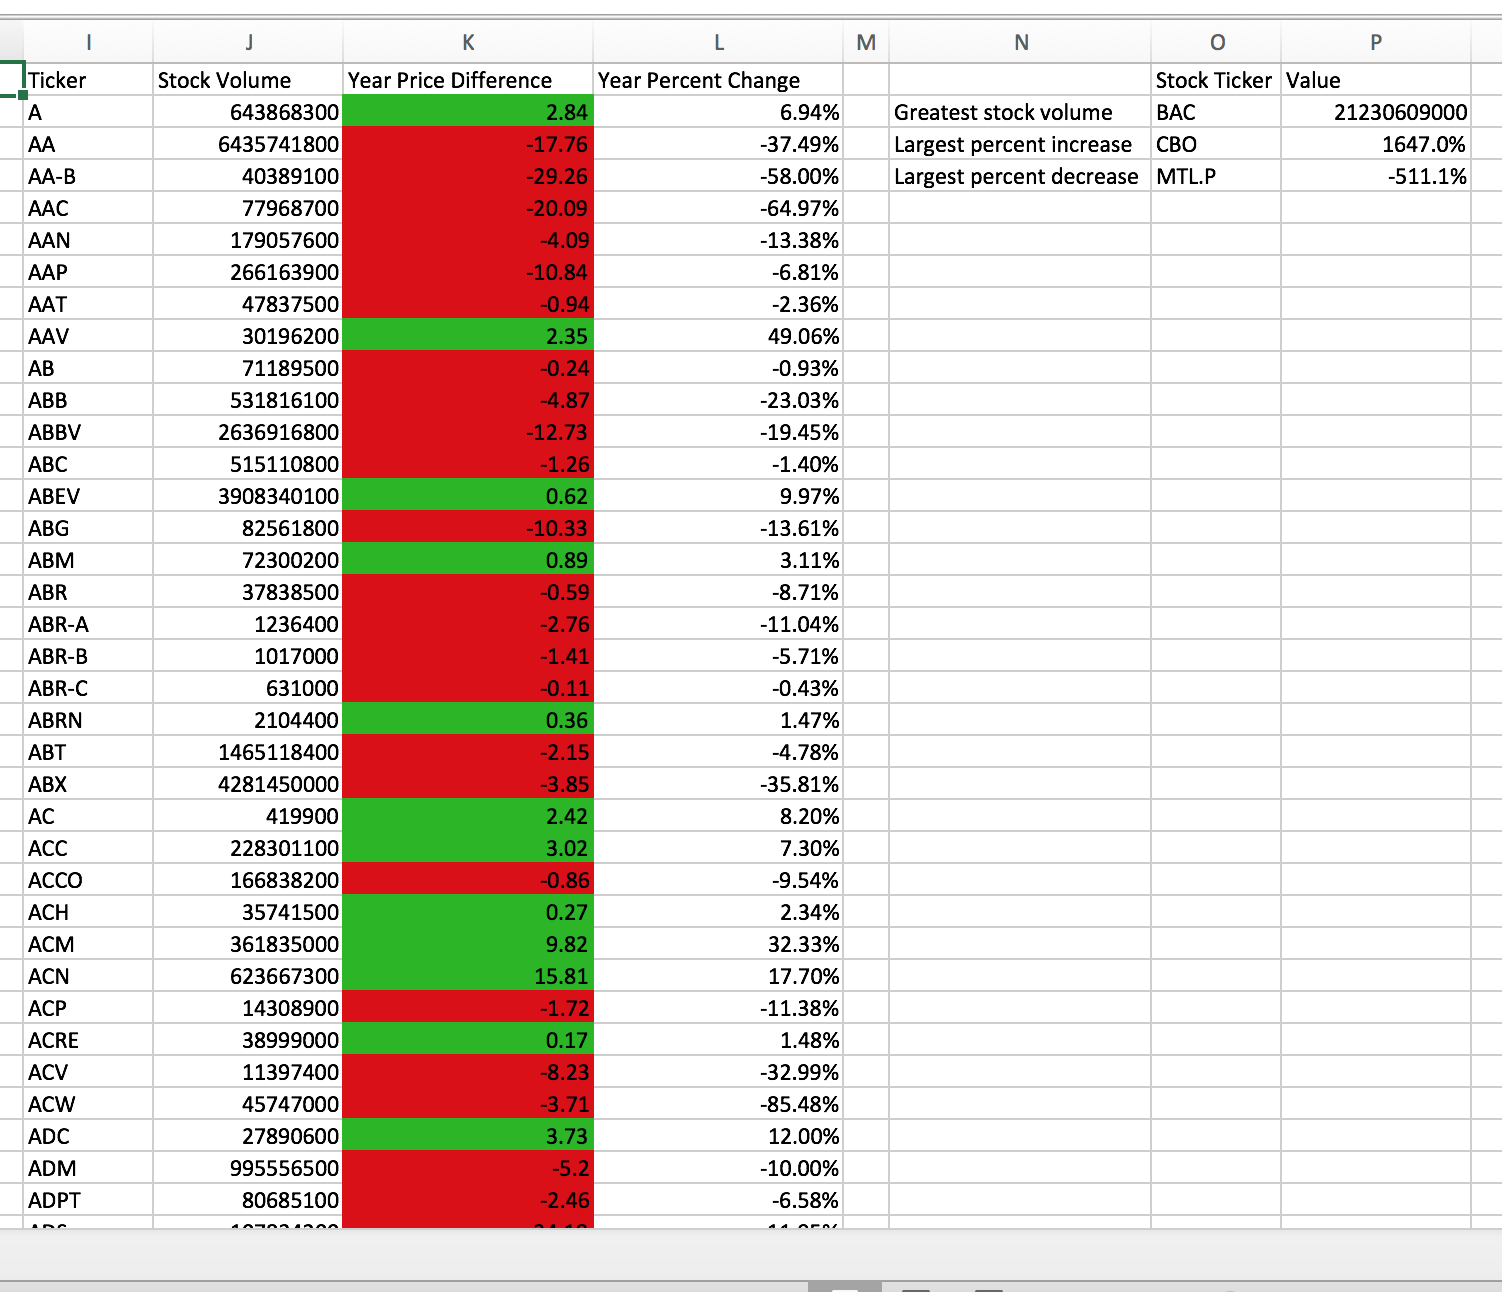 I J K L M N O P
Ticker Stock Volume Year Price Difference Year Percent Change Stock Ticker Value
A 643868300 2.84 6.94% Greatest stock volume BAC 21230609000
AA 6435741800 -17.76 -37.49% Largest percent increase CBO 1647.0%
AA-B 40389100 -29.26 -58.00% Largest percent decrease MTL.P -511.1%
AAC 77968700 -20.09 -64.97%
AAN 179057600 -4.09 -13.38%
AAP 266163900 -10.84 -6.81%
AAT 47837500 -0.94 -2.36%
AAV 30196200 2.35 49.06%
AB 71189500 -0.24 -0.93%
ABB 531816100 -4.87 -23.03%
ABBV 2636916800 -12.73 -19.45%
ABC 515110800 -1.26 -1.40%
ABEV 3908340100 0.62 9.97%
ABG 82561800 -10.33 -13.61%
ABM 72300200 0.89 3.11%
ABR 37838500 -0.59 -8.71%
ABR-A 1236400 -2.76 -11.04%
ABR-B 1017000 -1.41 -5.71%
ABR-C 631000 -0.11 -0.43%
ABRN 2104400 0.36 1.47%
ABT 1465118400 -2.15 -4.78%
ABX 4281450000 -3.85 -35.81%
AC 419900 2.42 8.20%
ACC 228301100 3.02 7.30%
ACCO 166838200 -0.86 -9.54%
ACH 35741500 0.27 2.34%
ACM 361835000 9.82 32.33%
ACN 623667300 15.81 17.70%
ACP 14308900 -1.72 -11.38%
ACRE 38999000 0.17 1.48%
ACV 11397400 -8.23 -32.99%
ACW 45747000 -3.71 -85.48%
ADC 27890600 3.73 12.00%
ADM 995556500 -5.2 -10.00%
ADPT 80685100 -2.46 -6.58%